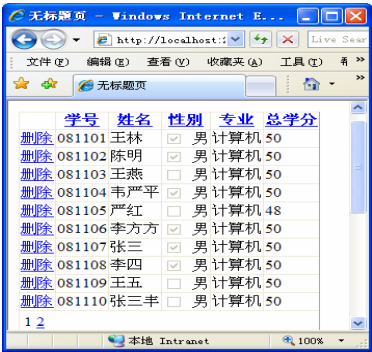 无标题页 - Windows Internet E...
http://localhost:
Live Sear
文件(F) 编辑(E) 查看(V) 收藏夹(A) 工具(T) »
无标题页 »
学号 姓名 性别 专业 总学分
删除 081101 王林 男 计算机 50
删除 081102 陈明 男 计算机 50
删除 081103 王燕 男 计算机 50
删除 081104 韦严平 男 计算机 50
删除 081105 严红 男 计算机 48
删除 081106 李方方 男 计算机 50
删除 081107 张三 男 计算机 50
删除 081108 李四 男 计算机 50
删除 081109 王五 男 计算机 50
删除 081110 张三丰 男 计算机 50
1 2
本地 Intranet 100%